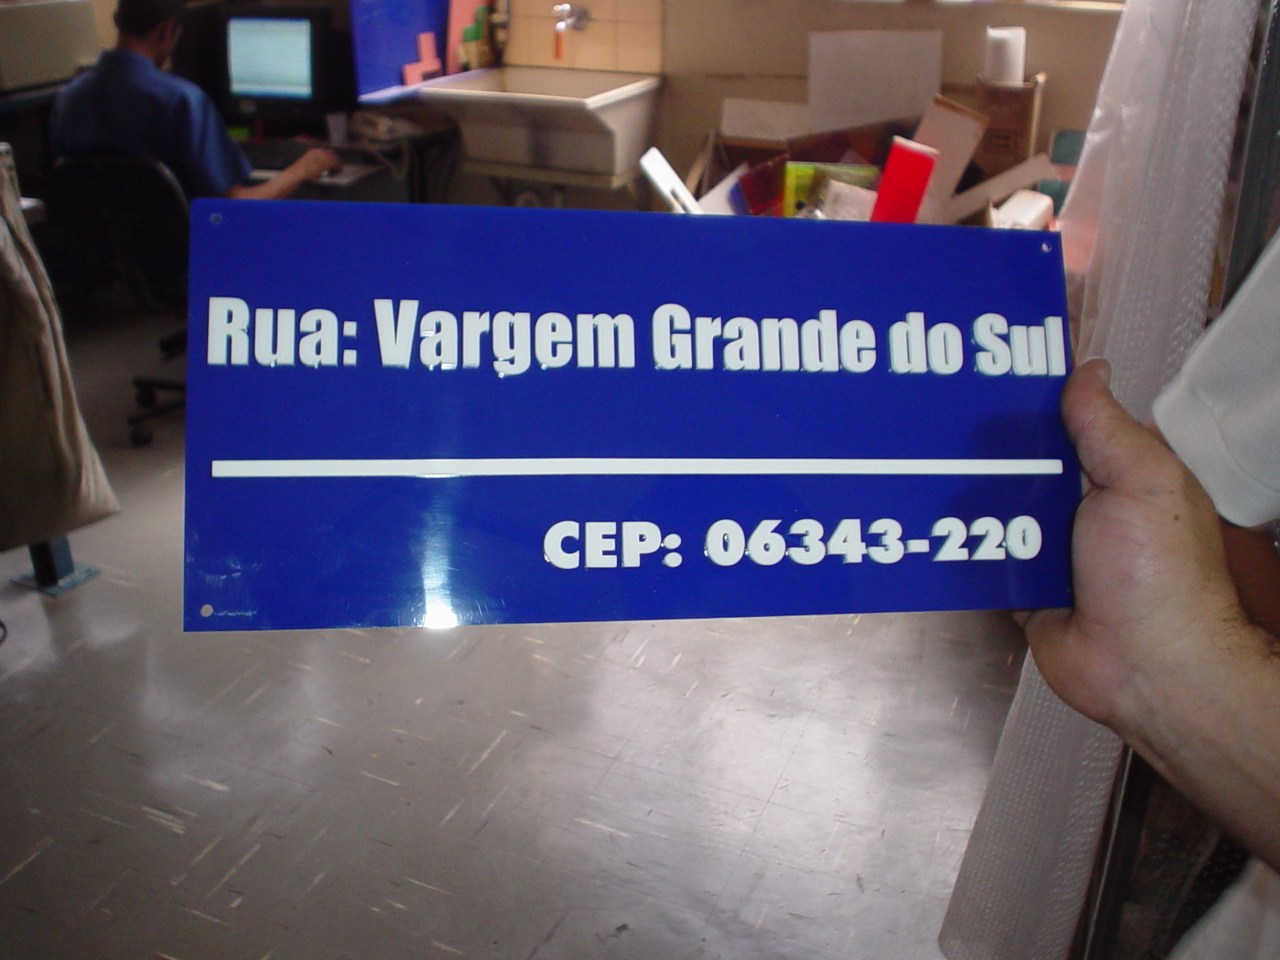 Rua: Vargem Grande do Sul
CEP: 06343-220